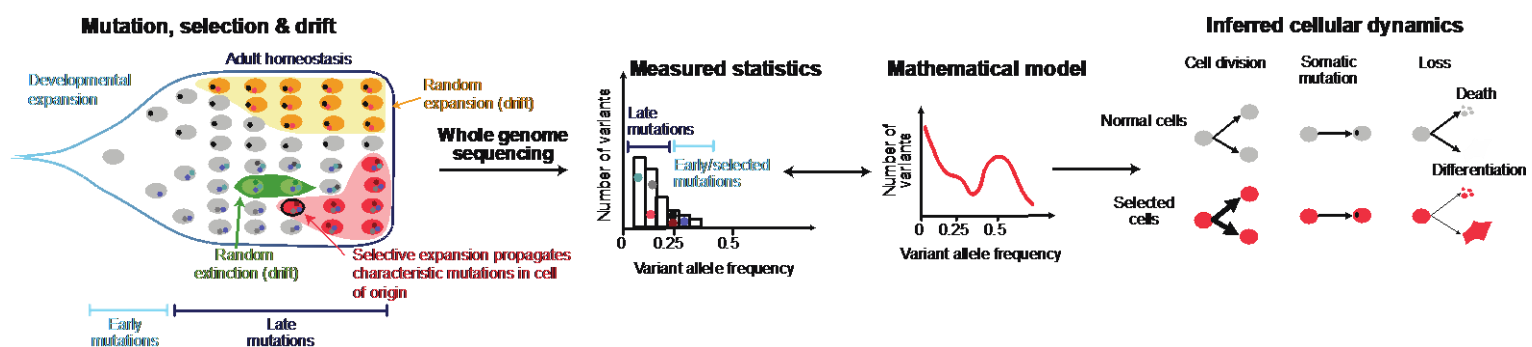 Mutation, selection & drift
Adult homeostasis
Developmental
expansion
Random
expansion (drift)
Random
extinction (drift)
Selective expansion propagates
characteristic mutations in cell
of origin
Early
mutations
Late
mutations
Whole genome
sequencing
Measured statistics
Number of variants
Late
mutations
Early/selected
mutations
0
0
0.25
0.5
Variant allele frequency
Mathematical model
Number of
variants
0
0.25
0.5
Variant allele frequency
Inferred cellular dynamics
Cell division
Somatic
mutation
Loss
Normal cells
Death
Differentiation
Selected
cells